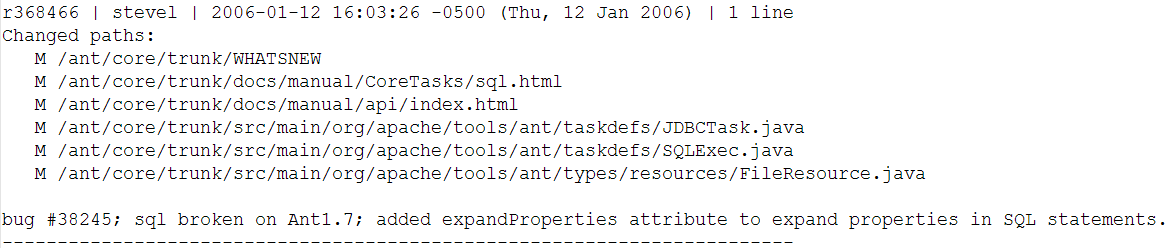 r368466 | stevel | 2006-01-12 16:03:26 -0500 (Thu, 12 Jan 2006) | 1 line
Changed paths:
   M /ant/core/trunk/WHATSNEW
   M /ant/core/trunk/docs/manual/CoreTasks/sql.html
   M /ant/core/trunk/docs/manual/api/index.html
   M /ant/core/trunk/src/main/org/apache/tools/ant/taskdefs/JDBCTask.java
   M /ant/core/trunk/src/main/org/apache/tools/ant/taskdefs/SQLExec.java
   M /ant/core/trunk/src/main/org/apache/tools/ant/types/resources/FileResource.java

bug #38245; sql broken on Ant1.7; added expandProperties attribute to expand properties in SQL statements.
------------------------------------------------------------------------